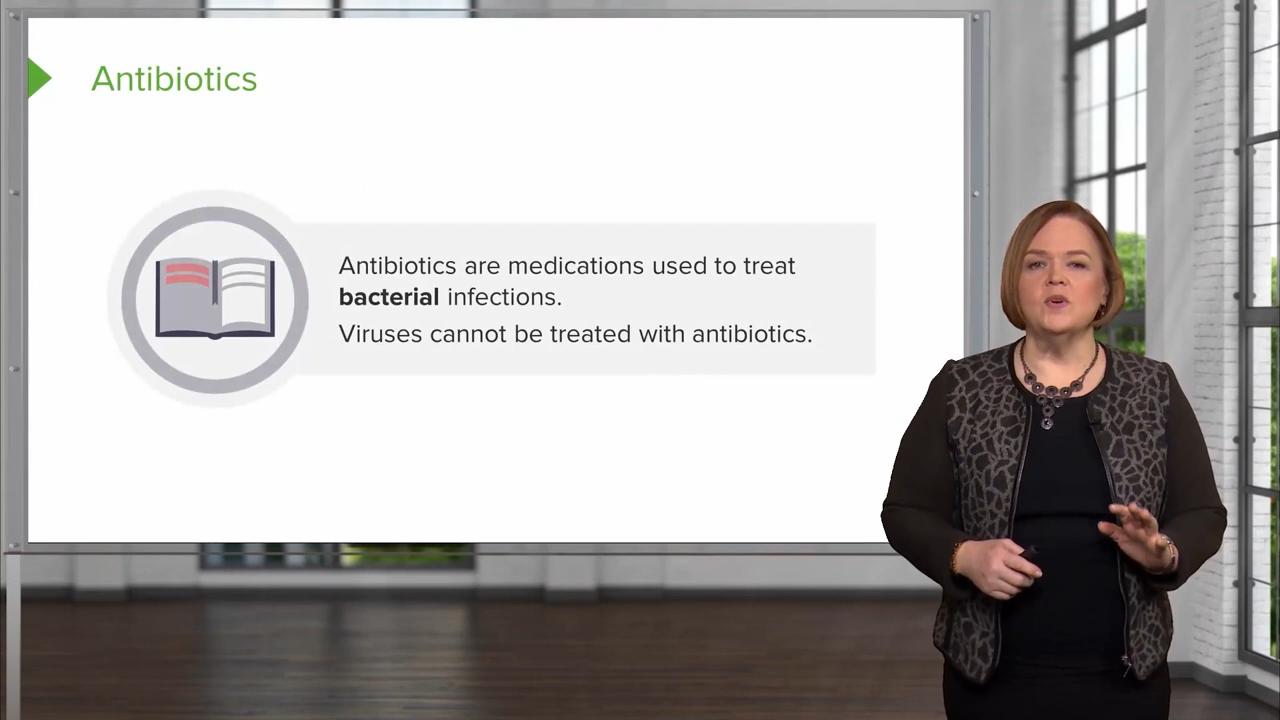 Antibiotics
Antibiotics are medications used to treat
bacterial infections.
Viruses cannot be treated with antibiotics.